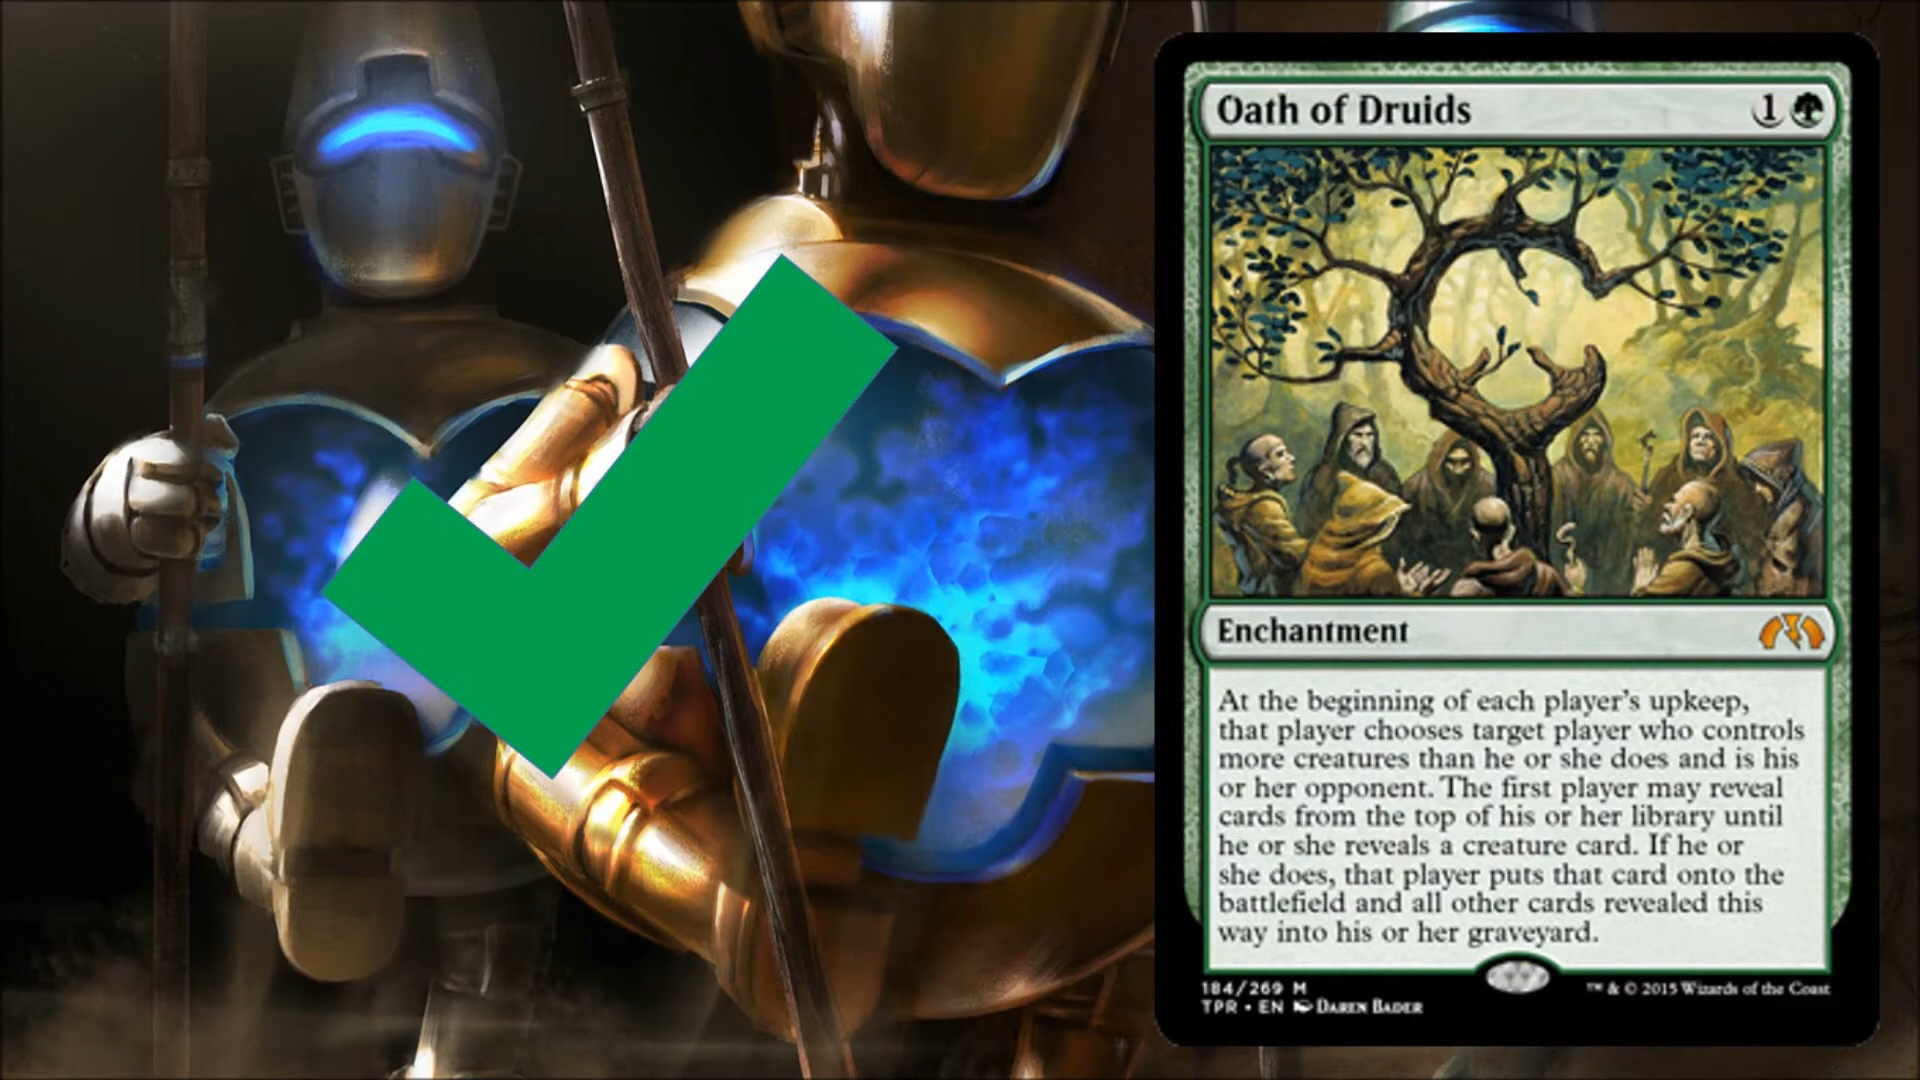 Oath of Druids 1
Enchantment
At the beginning of each player's upkeep,
that player chooses target player who controls
more creatures than he or she does and is his
or her opponent. The first player may reveal
cards from the top of his or her library until
he or she reveals a creature card. If he or
she does, that player puts that card onto the
battlefield and all other cards revealed this
way into his or her graveyard.
184/269 M
™ & © 2015 Wizards of the Coast
TPR • EN Daren Bader